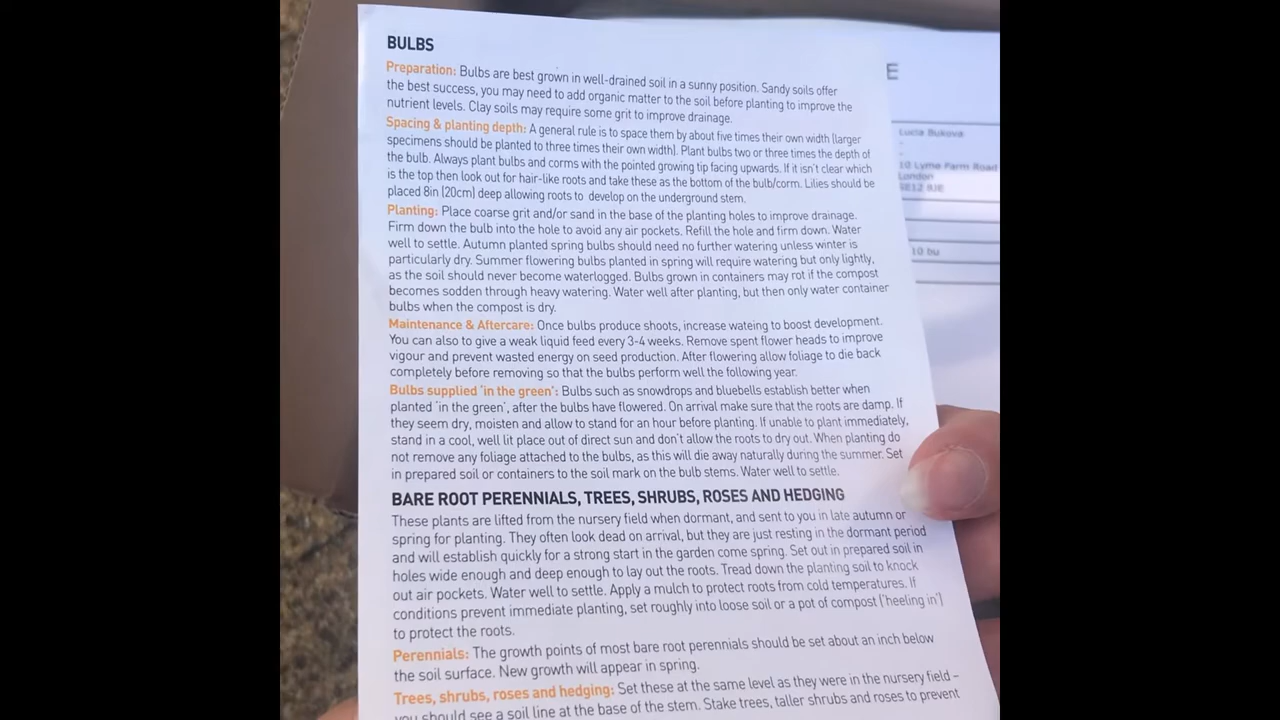 BULBS
Preparation: Bulbs are best grown in well-drained soil in a sunny position. Sandy soils offer
the best success, you may need to add organic matter to the soil before planting to improve the
nutrient levels. Clay soils may require some grit to improve drainage.
Spacing & planting depth: A general rule is to space them by about five times their own width (larger
specimens should be planted to three times their own width). Plant bulbs two or three times the depth of
the bulb. Always plant bulbs and corms with the pointed growing tip facing upwards. If it isn't clear which
is the top then look out for hair-like roots and take these as the bottom of the bulb/corm. Lilies should be
placed 8in (20cm) deep allowing roots to develop on the underground stem.
Planting: Place coarse grit and/or sand in the base of the planting holes to improve drainage.
Firm down the bulb into the hole to avoid any air pockets. Refill the hole and firm down. Water
well to settle. Autumn planted spring bulbs should need no further watering unless winter is
particularly dry. Summer flowering bulbs planted in spring will require watering but only lightly,
as the soil should never become waterlogged. Bulbs grown in containers may rot if the compost
becomes sodden through heavy watering. Water well after planting, but then only water container
bulbs when the compost is dry.
Maintenance & Aftercare: Once bulbs produce shoots, increase wateing to boost development.
You can also to give a weak liquid feed every 3-4 weeks. Remove spent flower heads to improve
vigour and prevent wasted energy on seed production. After flowering allow foliage to die back
completely before removing so that the bulbs perform well the following year.
Bulbs supplied 'in the green': Bulbs such as snowdrops and bluebells establish better when
planted 'in the green', after the bulbs have flowered. On arrival make sure that the roots are damp. If
they seem dry, moisten and allow to stand for an hour before planting. If unable to plant immediately,
stand in a cool, well lit place out of direct sun and don't allow the roots to dry out. When planting do
not remove any foliage attached to the bulbs, as this will die away naturally during the summer. Set
in prepared soil or containers to the soil mark on the bulb stems. Water well to settle.
BARE ROOT PERENNIALS, TREES, SHRUBS, ROSES AND HEDGING
These plants are lifted from the nursery field when dormant, and sent to you in late autumn or
spring for planting. They often look dead on arrival, but they are just resting in the dormant period
and will establish quickly for a strong start in the garden come spring. Set out in prepared soil in
holes wide enough and deep enough to lay out the roots. Tread down the planting soil to knock
out air pockets. Water well to settle. Apply a mulch to protect roots from cold temperatures. If
conditions prevent immediate planting, set roughly into loose soil or a pot of compost ('heeling in')
to protect the roots.
Perennials: The growth points of most bare root perennials should be set about an inch below
the soil surface. New growth will appear in spring.
Trees, shrubs, roses and hedging: Set these at the same level as they were in the nursery field –
you should see a soil line at the base of the stem. Stake trees, taller shrubs and roses to prevent
E
Lucia Bukova
-
-
10 Lyme Farm Road
London
SE12 8JE
10 bu